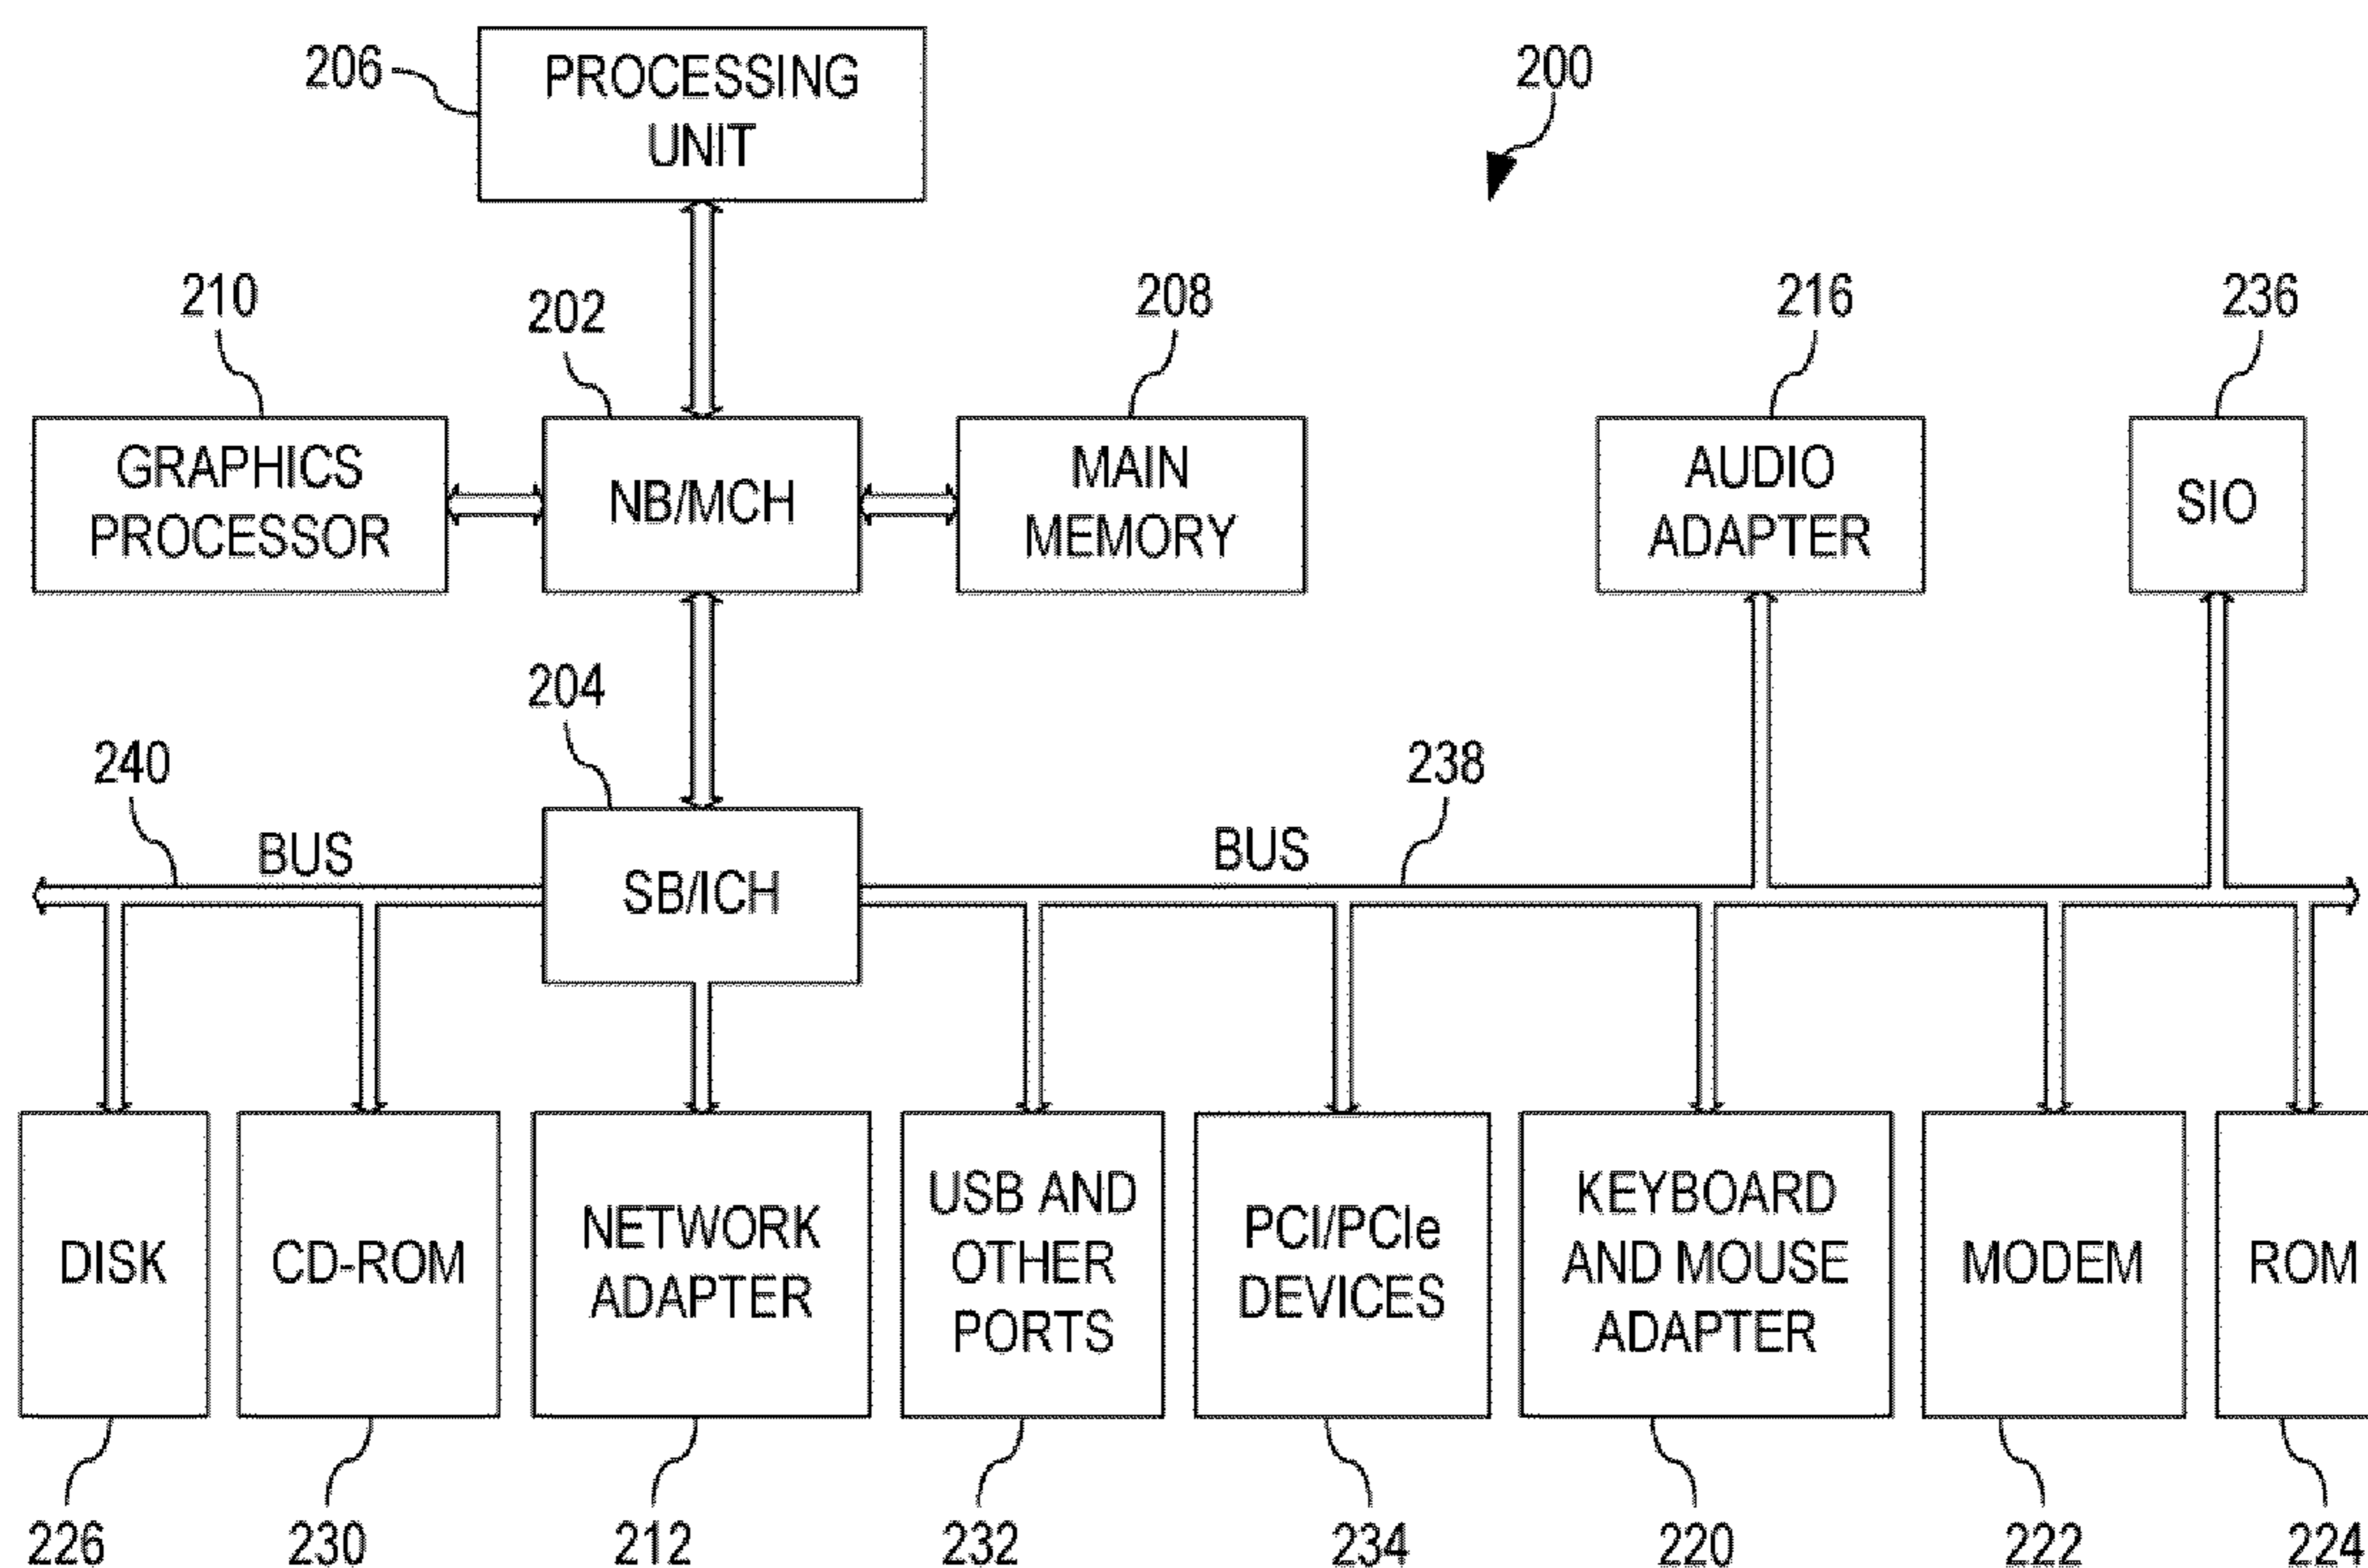 206
PROCESSING
UNIT
200
210
202
208
216
236
GRAPHICS
PROCESSOR
NB/MCH
MAIN
MEMORY
AUDIO
ADAPTER
SIO
204
240
BUS
SB/ICH
BUS
238
DISK
CD-ROM
NETWORK
ADAPTER
USB AND
OTHER
PORTS
PCI/PCIe
DEVICES
KEYBOARD
AND MOUSE
ADAPTER
MODEM
ROM
226
230
212
232
234
220
222
224